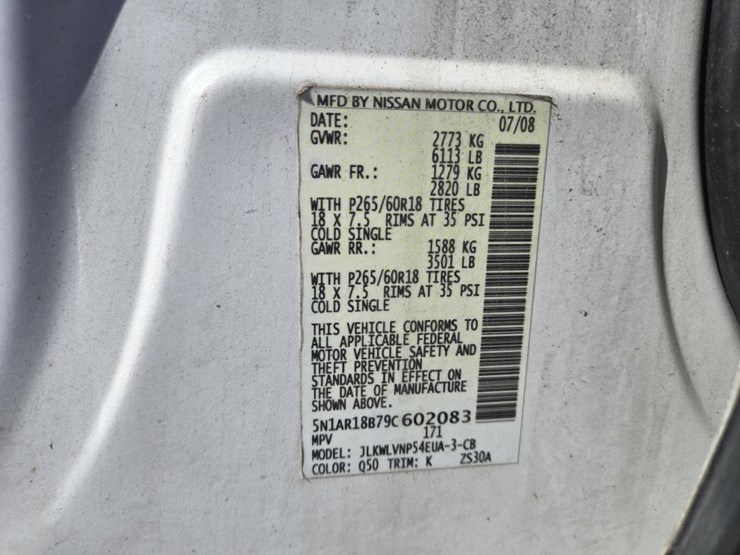 MFD BY NISSAN MOTOR CO., LTD.
DATE: 07/08
GVWR: 2773 KG
6113 LB
GAWR FR.: 1279 KG
2820 LB
WITH P265/60R18 TIRES
18 X 7.5 RIMS AT 35 PSI
COLD SINGLE
GAWR RR.: 1588 KG
3501 LB
WITH P265/60R18 TIRES
18 X 7.5 RIMS AT 35 PSI
COLD SINGLE
THIS VEHICLE CONFORMS TO
ALL APPLICABLE FEDERAL
MOTOR VEHICLE SAFETY AND
THEFT PREVENTION
STANDARDS IN EFFECT ON
THE DATE OF MANUFACTURE
SHOWN ABOVE.
5N1AR18B79C602083
MPV 171
MODEL: JLKWLVNP54EUA-3-CB
COLOR: Q50 TRIM: K ZS30A